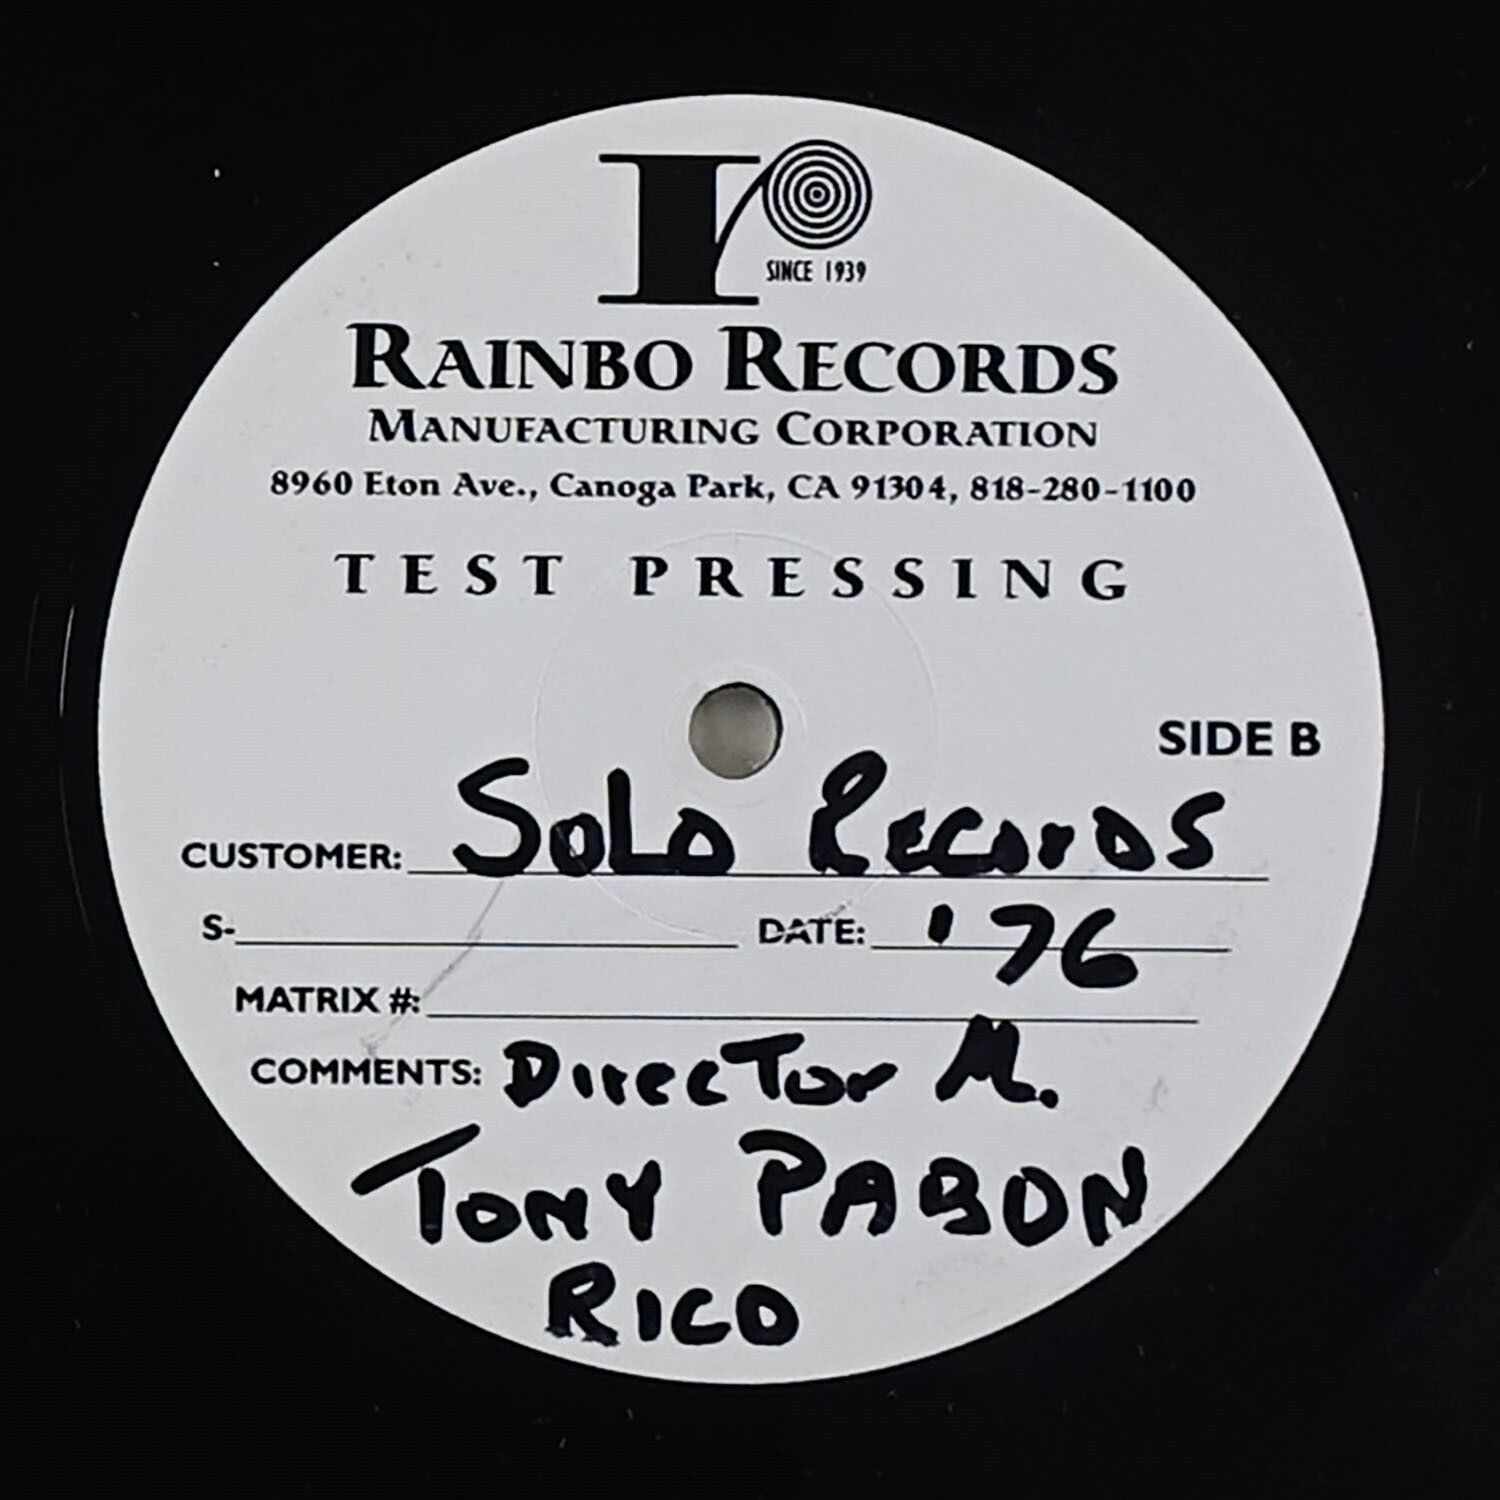 SINCE 1939
RAINBO RECORDS
MANUFACTURING CORPORATION
8960 Eton Ave., Canoga Park, CA 91304, 818-280-1100
TEST PRESSING
SIDE B
CUSTOMER: SOLO RECORDS
S- DATE: '76
MATRIX #:
COMMENTS: DIRECTOR M.
TONY PABON
RICO